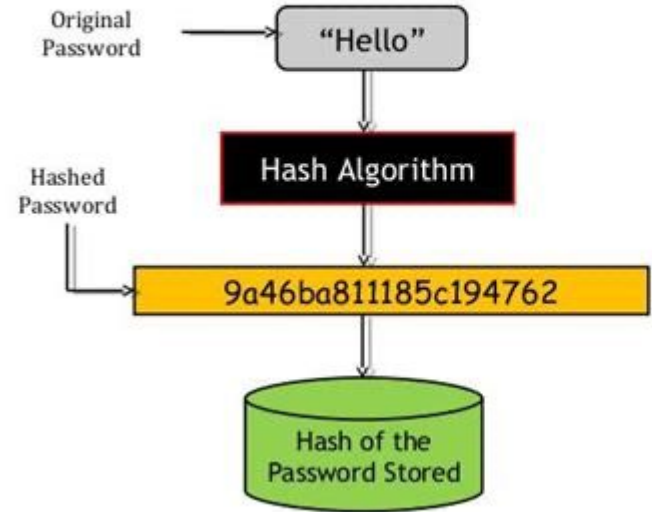 Original
Password
“Hello”
Hash Algorithm
Hashed
Password
9a46ba811185c194762
Hash of the
Password Stored